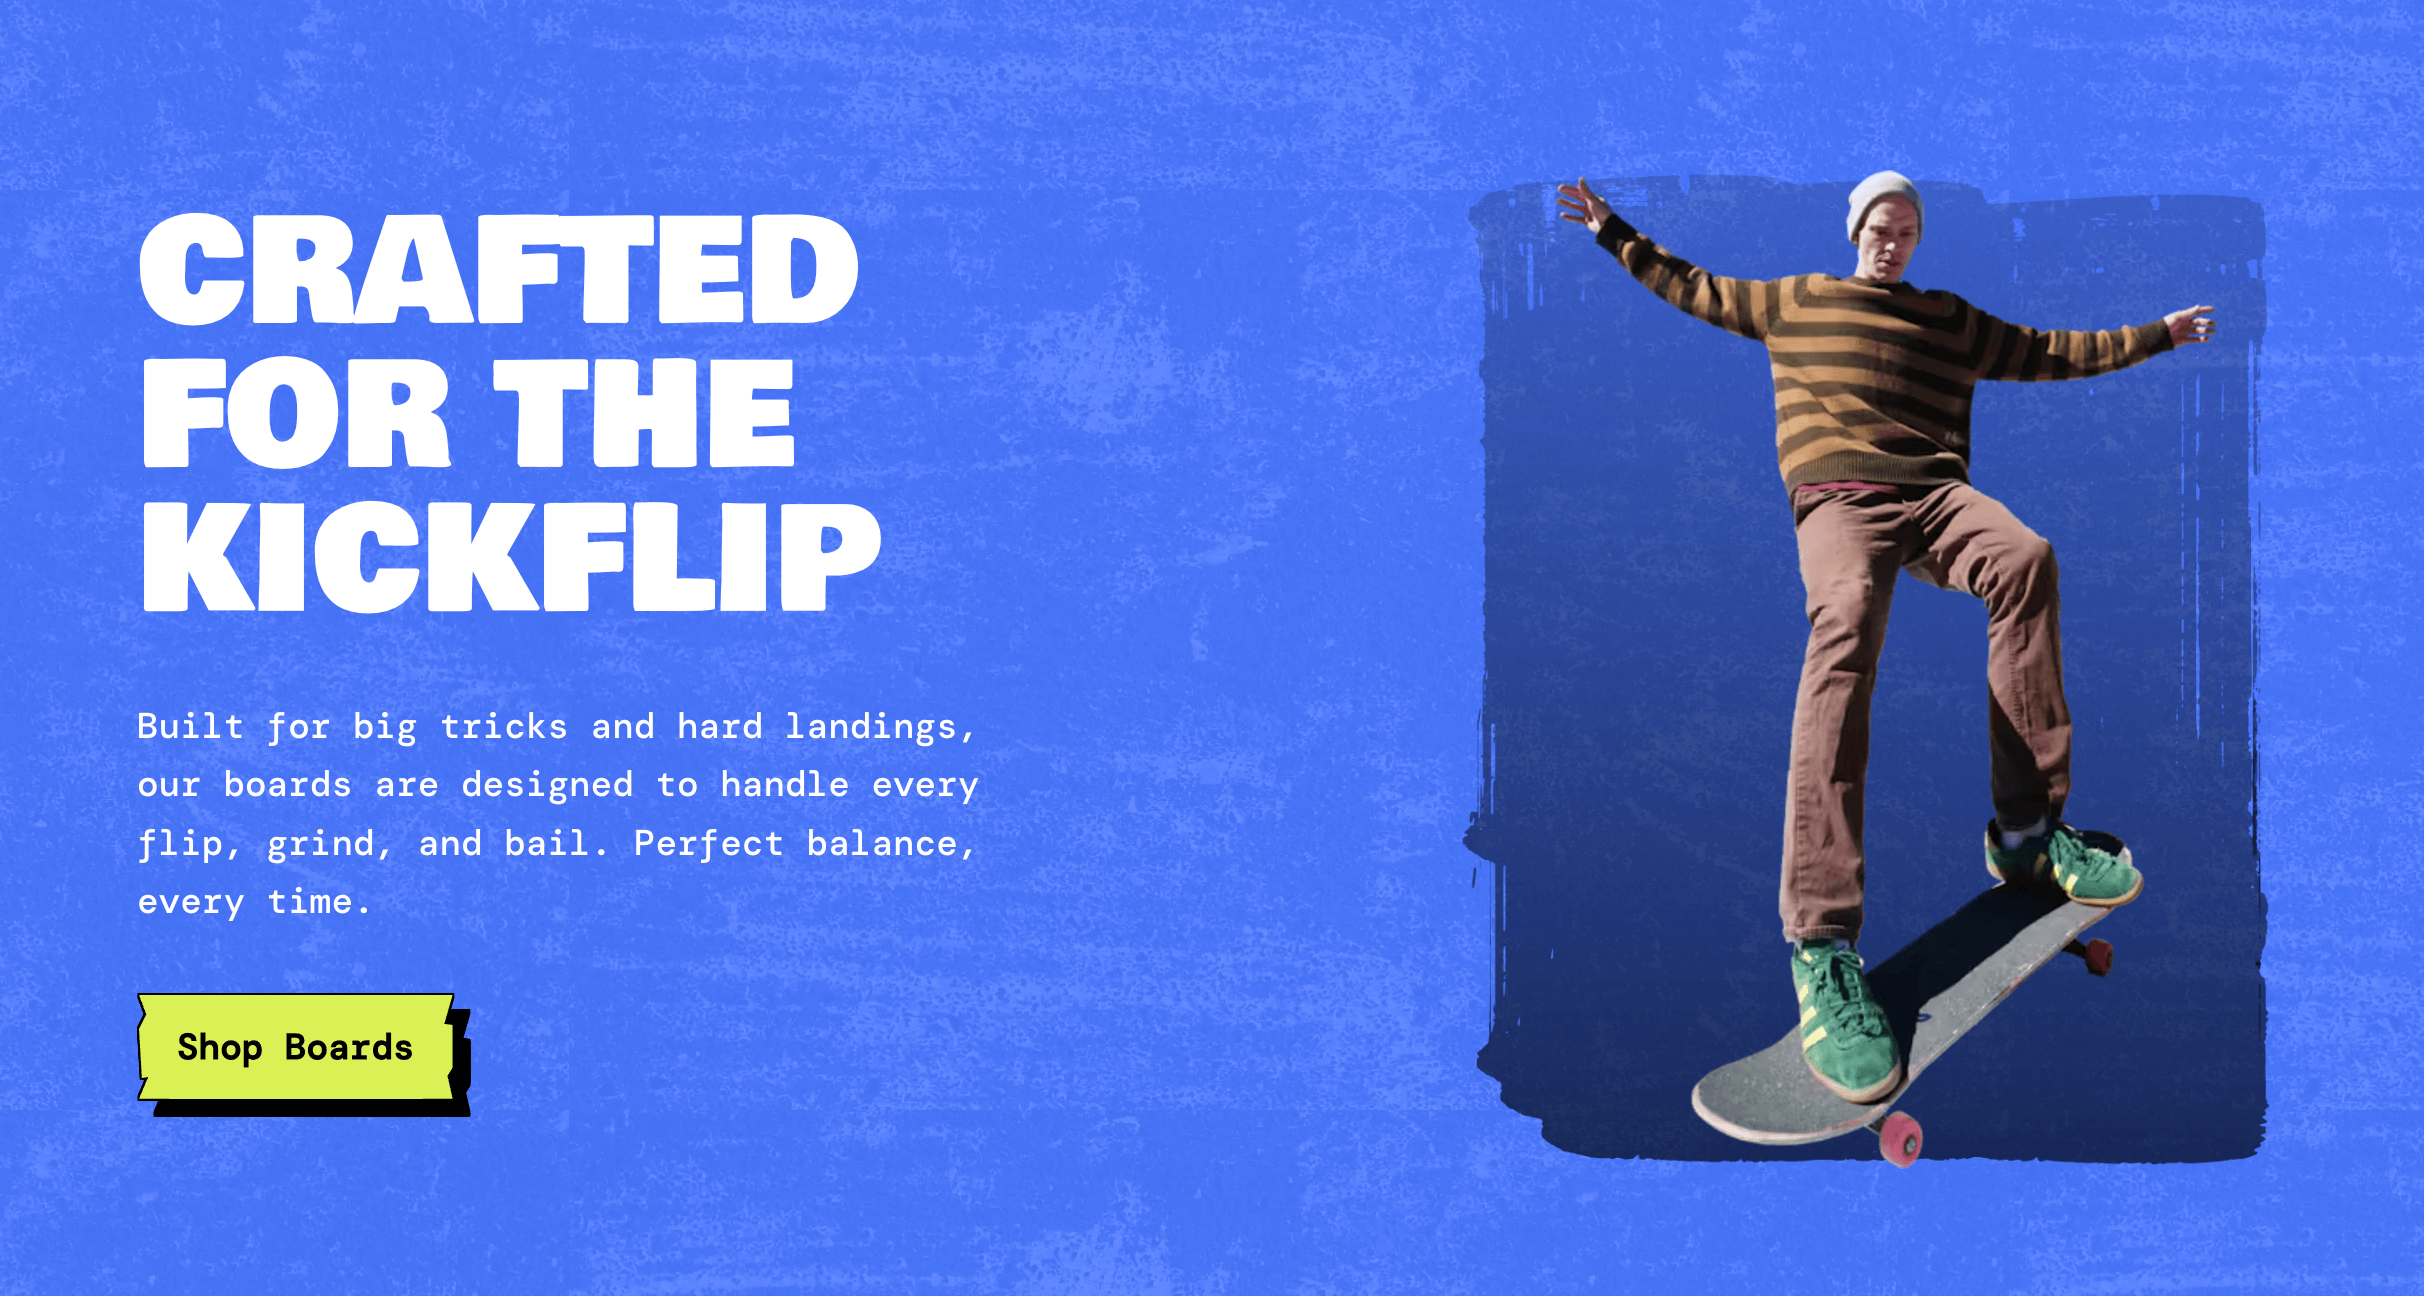 CRAFTED
FOR THE
KICKFLIP
Built for big tricks and hard landings,
our boards are designed to handle every
flip, grind, and bail. Perfect balance,
every time.
Shop Boards